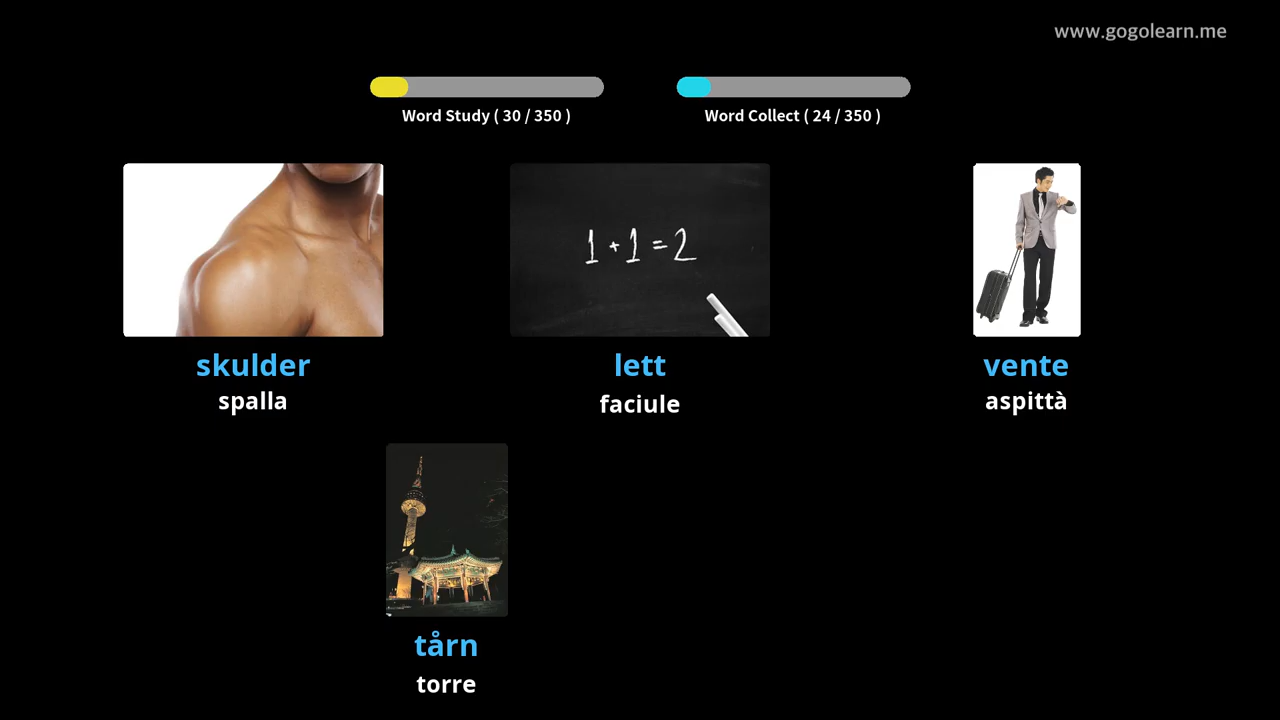 www.gogolearn.me
Word Study ( 30 / 350 )
Word Collect ( 24 / 350 )
1 + 1 = 2
skulder
spalla
lett
faciule
vente
aspittà
tårn
torre